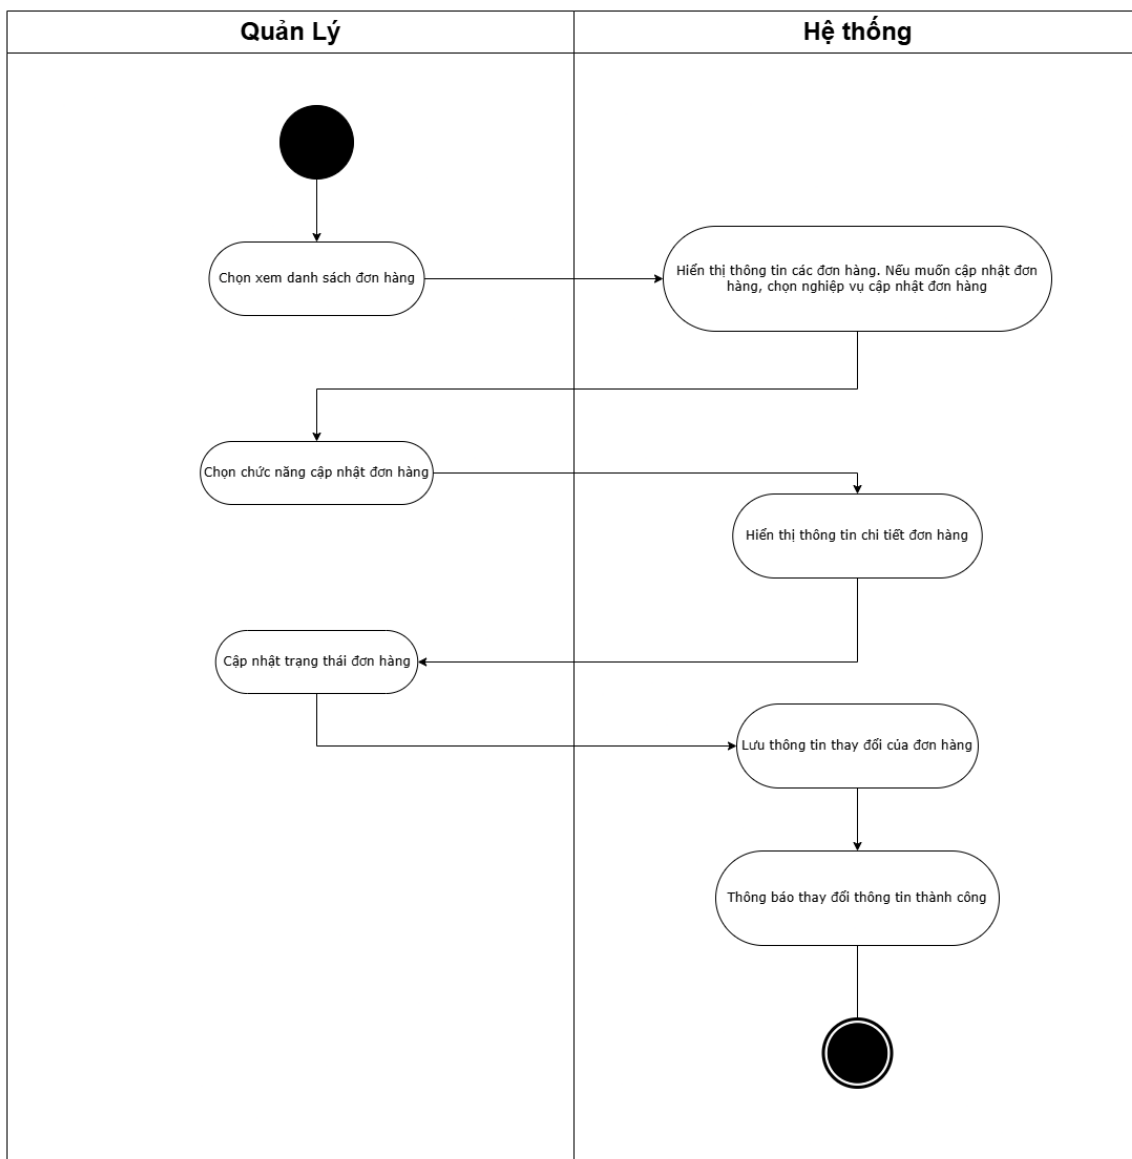 Quản Lý
Hệ thống
Chọn xem danh sách đơn hàng
Hiển thị thông tin các đơn hàng. Nếu muốn cập nhật đơn
hàng, chọn nghiệp vụ cập nhật đơn hàng
Chọn chức năng cập nhật đơn hàng
Hiển thị thông tin chi tiết đơn hàng
Cập nhật trạng thái đơn hàng
Lưu thông tin thay đổi của đơn hàng
Thông báo thay đổi thông tin thành công